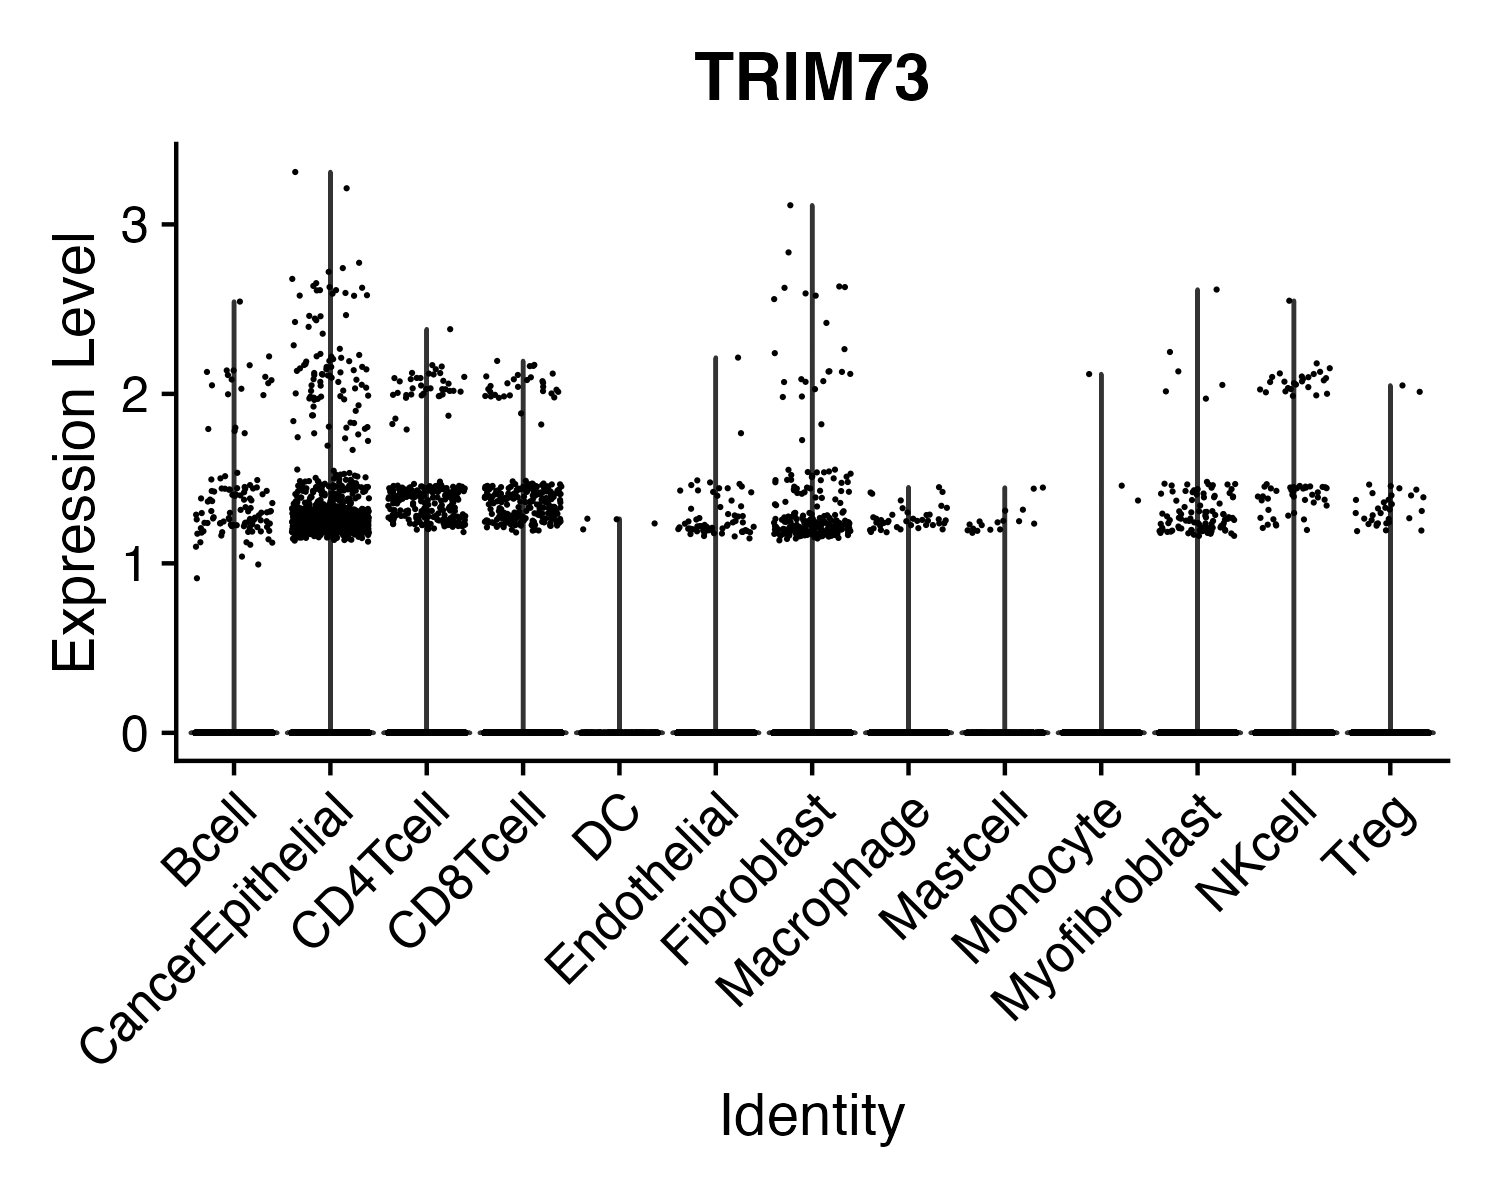 TRIM73
Expression Level
3
2
1
0
Bcell
CancerEpithelial
CD4Tcell
CD8Tcell
DC
Endothelial
Fibroblast
Macrophage
Mastcell
Monocyte
Myofibroblast
NKcell
Treg
Identity